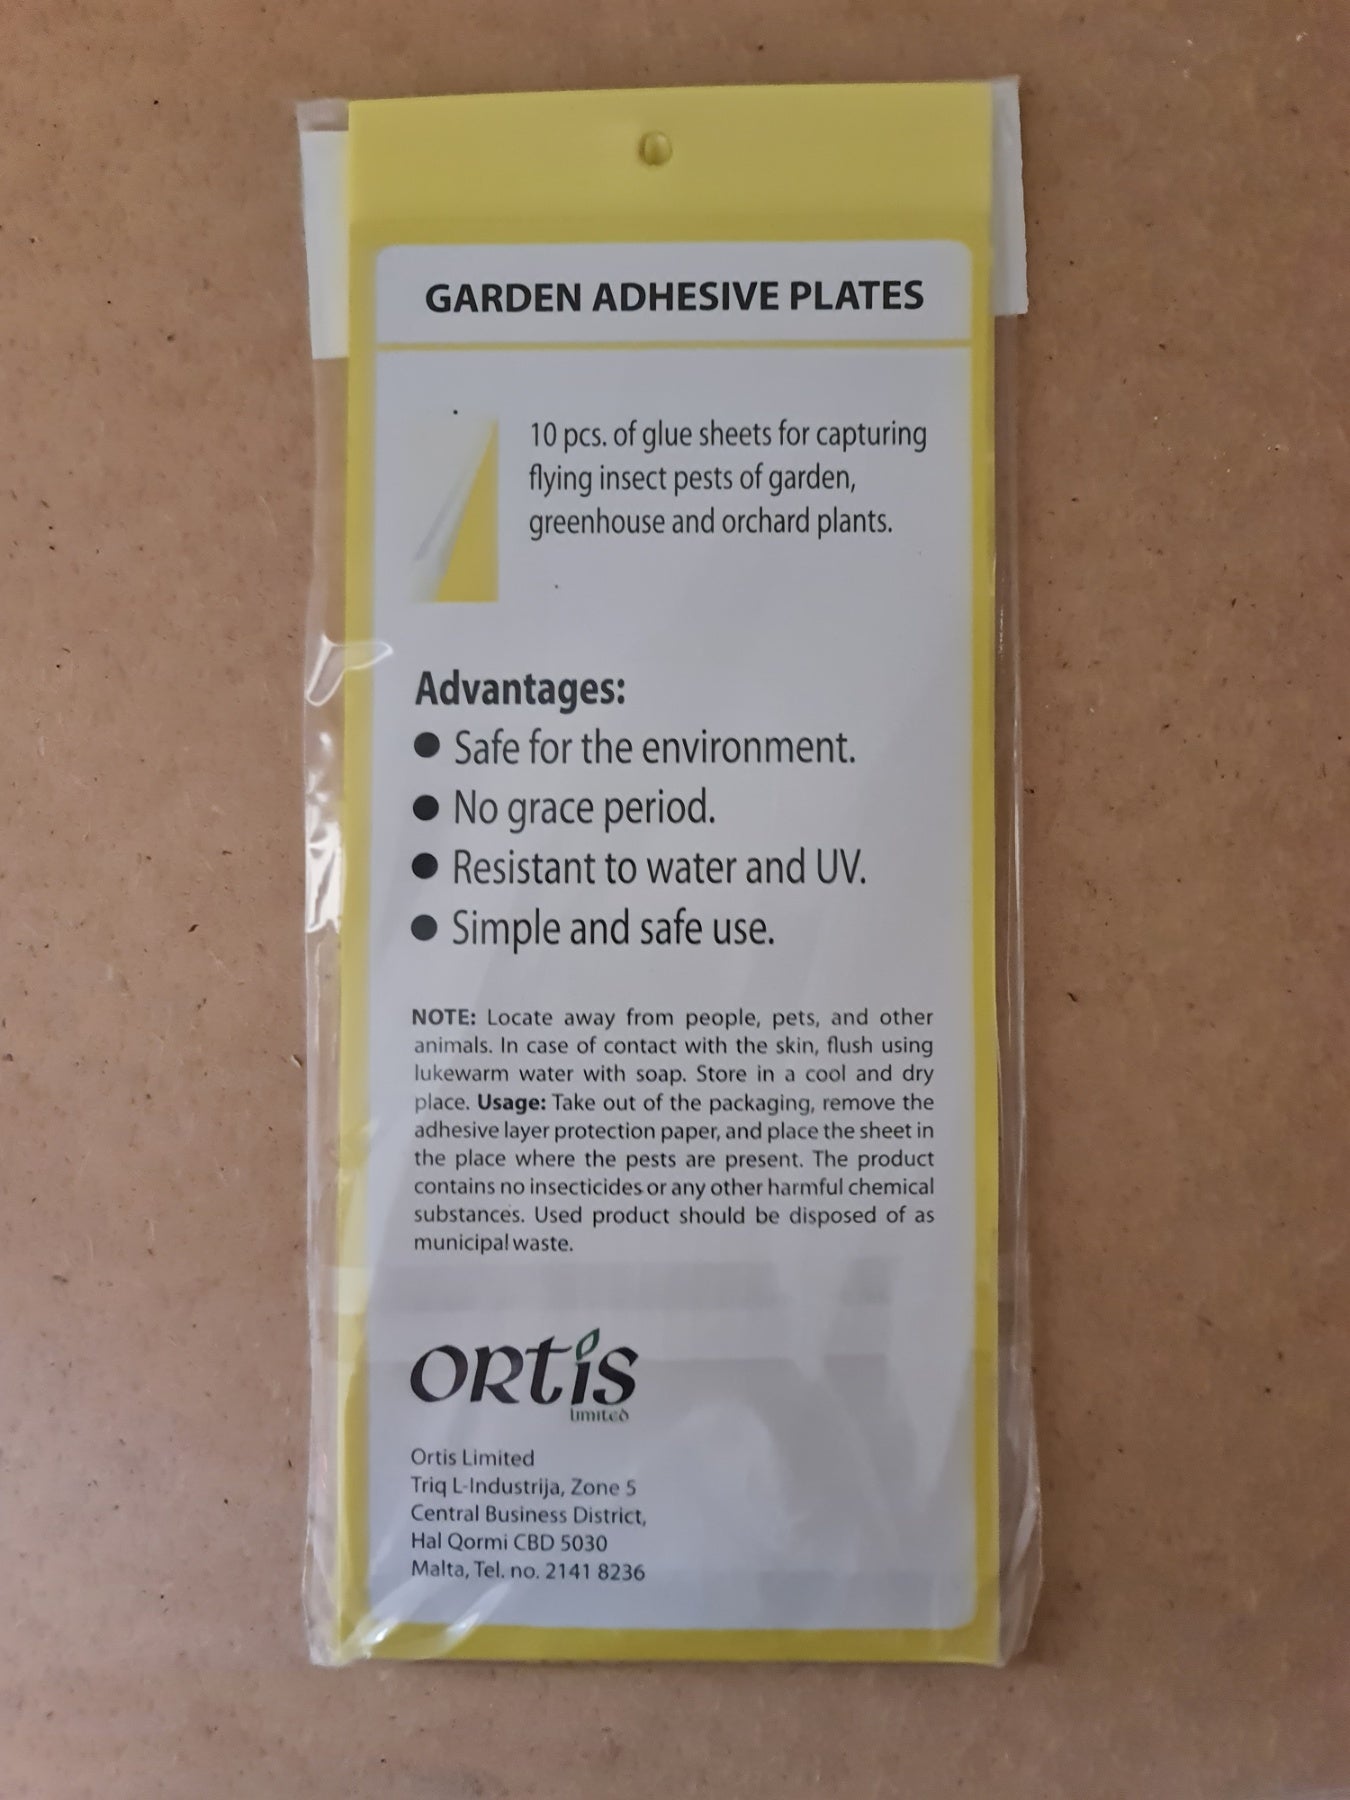 GARDEN ADHESIVE PLATES
10 pcs. of glue sheets for capturing
flying insect pests of garden,
greenhouse and orchard plants.
Advantages:
● Safe for the environment.
● No grace period.
● Resistant to water and UV.
● Simple and safe use.
NOTE: Locate away from people, pets, and other
animals. In case of contact with the skin, flush using
lukewarm water with soap. Store in a cool and dry
place. Usage: Take out of the packaging, remove the
adhesive layer protection paper, and place the sheet in
the place where the pests are present. The product
contains no insecticides or any other harmful chemical
substances. Used product should be disposed of as
municipal waste.
ORtis
limited
Ortis Limited
Triq L-Industrija, Zone 5
Central Business District,
Hal Qormi CBD 5030
Malta, Tel. no. 2141 8236